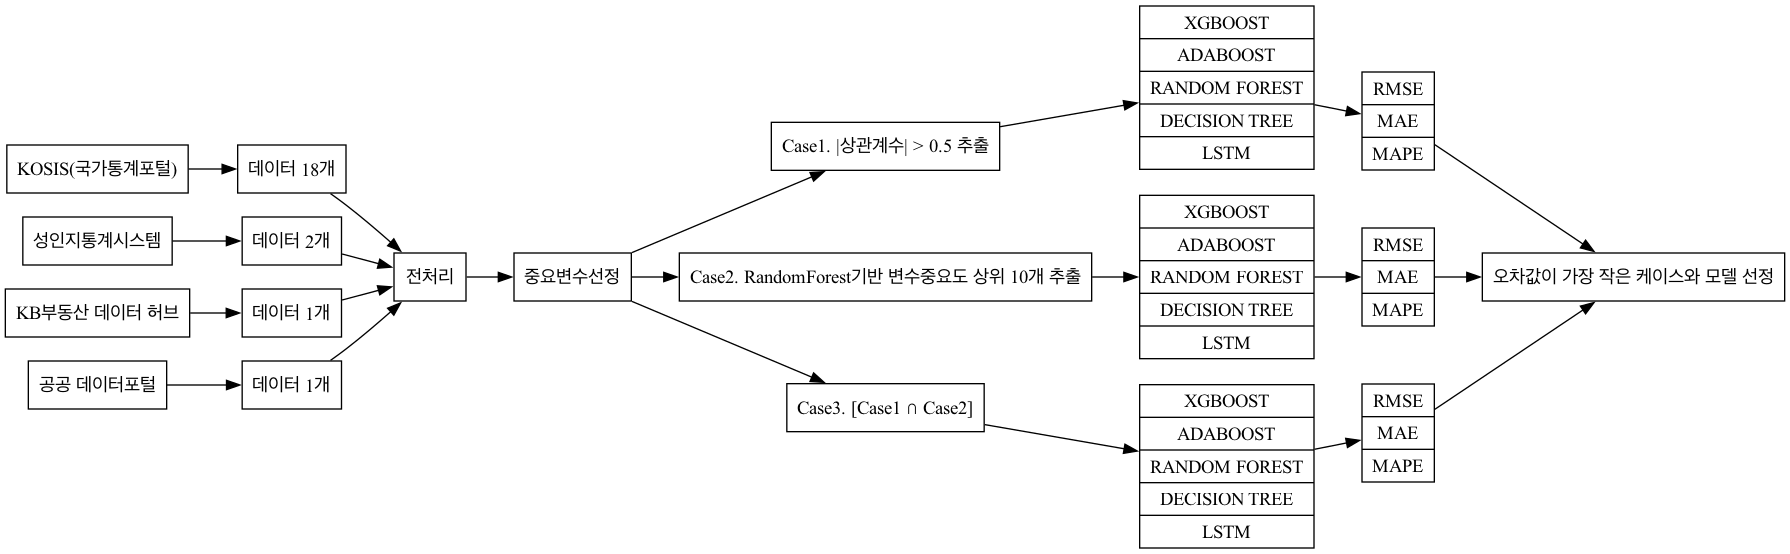 KOSIS(국가통계포털)
데이터 18개
성인지통계시스템
데이터 2개
KB부동산 데이터 허브
데이터 1개
공공 데이터포털
데이터 1개
전처리
중요변수선정
Case1. |상관계수| > 0.5 추출
Case2. RandomForest기반 변수중요도 상위 10개 추출
Case3. [Case1 ∩ Case2]
XGBOOST
ADABOOST
RANDOM FOREST
DECISION TREE
LSTM
RMSE
MAE
MAPE
XGBOOST
ADABOOST
RANDOM FOREST
DECISION TREE
LSTM
RMSE
MAE
MAPE
XGBOOST
ADABOOST
RANDOM FOREST
DECISION TREE
LSTM
RMSE
MAE
MAPE
오차값이 가장 작은 케이스와 모델 선정